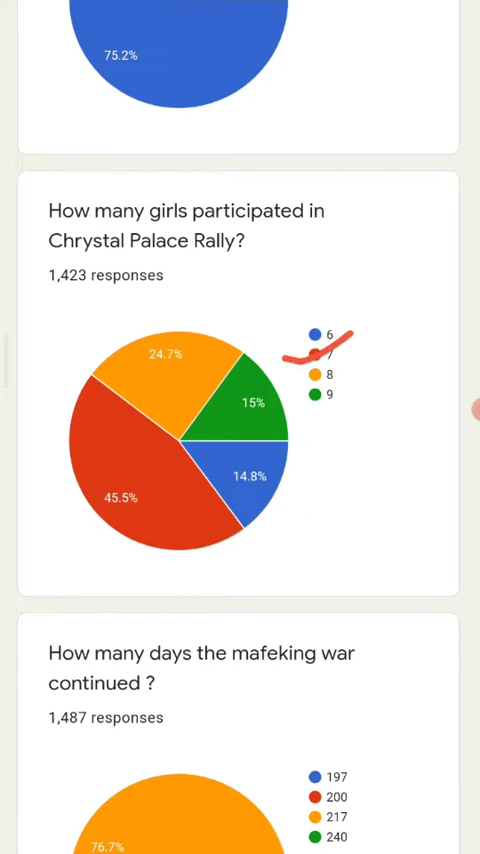 75.2%
How many girls participated in
Chrystal Palace Rally?
1,423 responses
6
7
8
9
24.7%
15%
14.8%
45.5%
How many days the mafeking war
continued ?
1,487 responses
197
200
217
240
76.7%